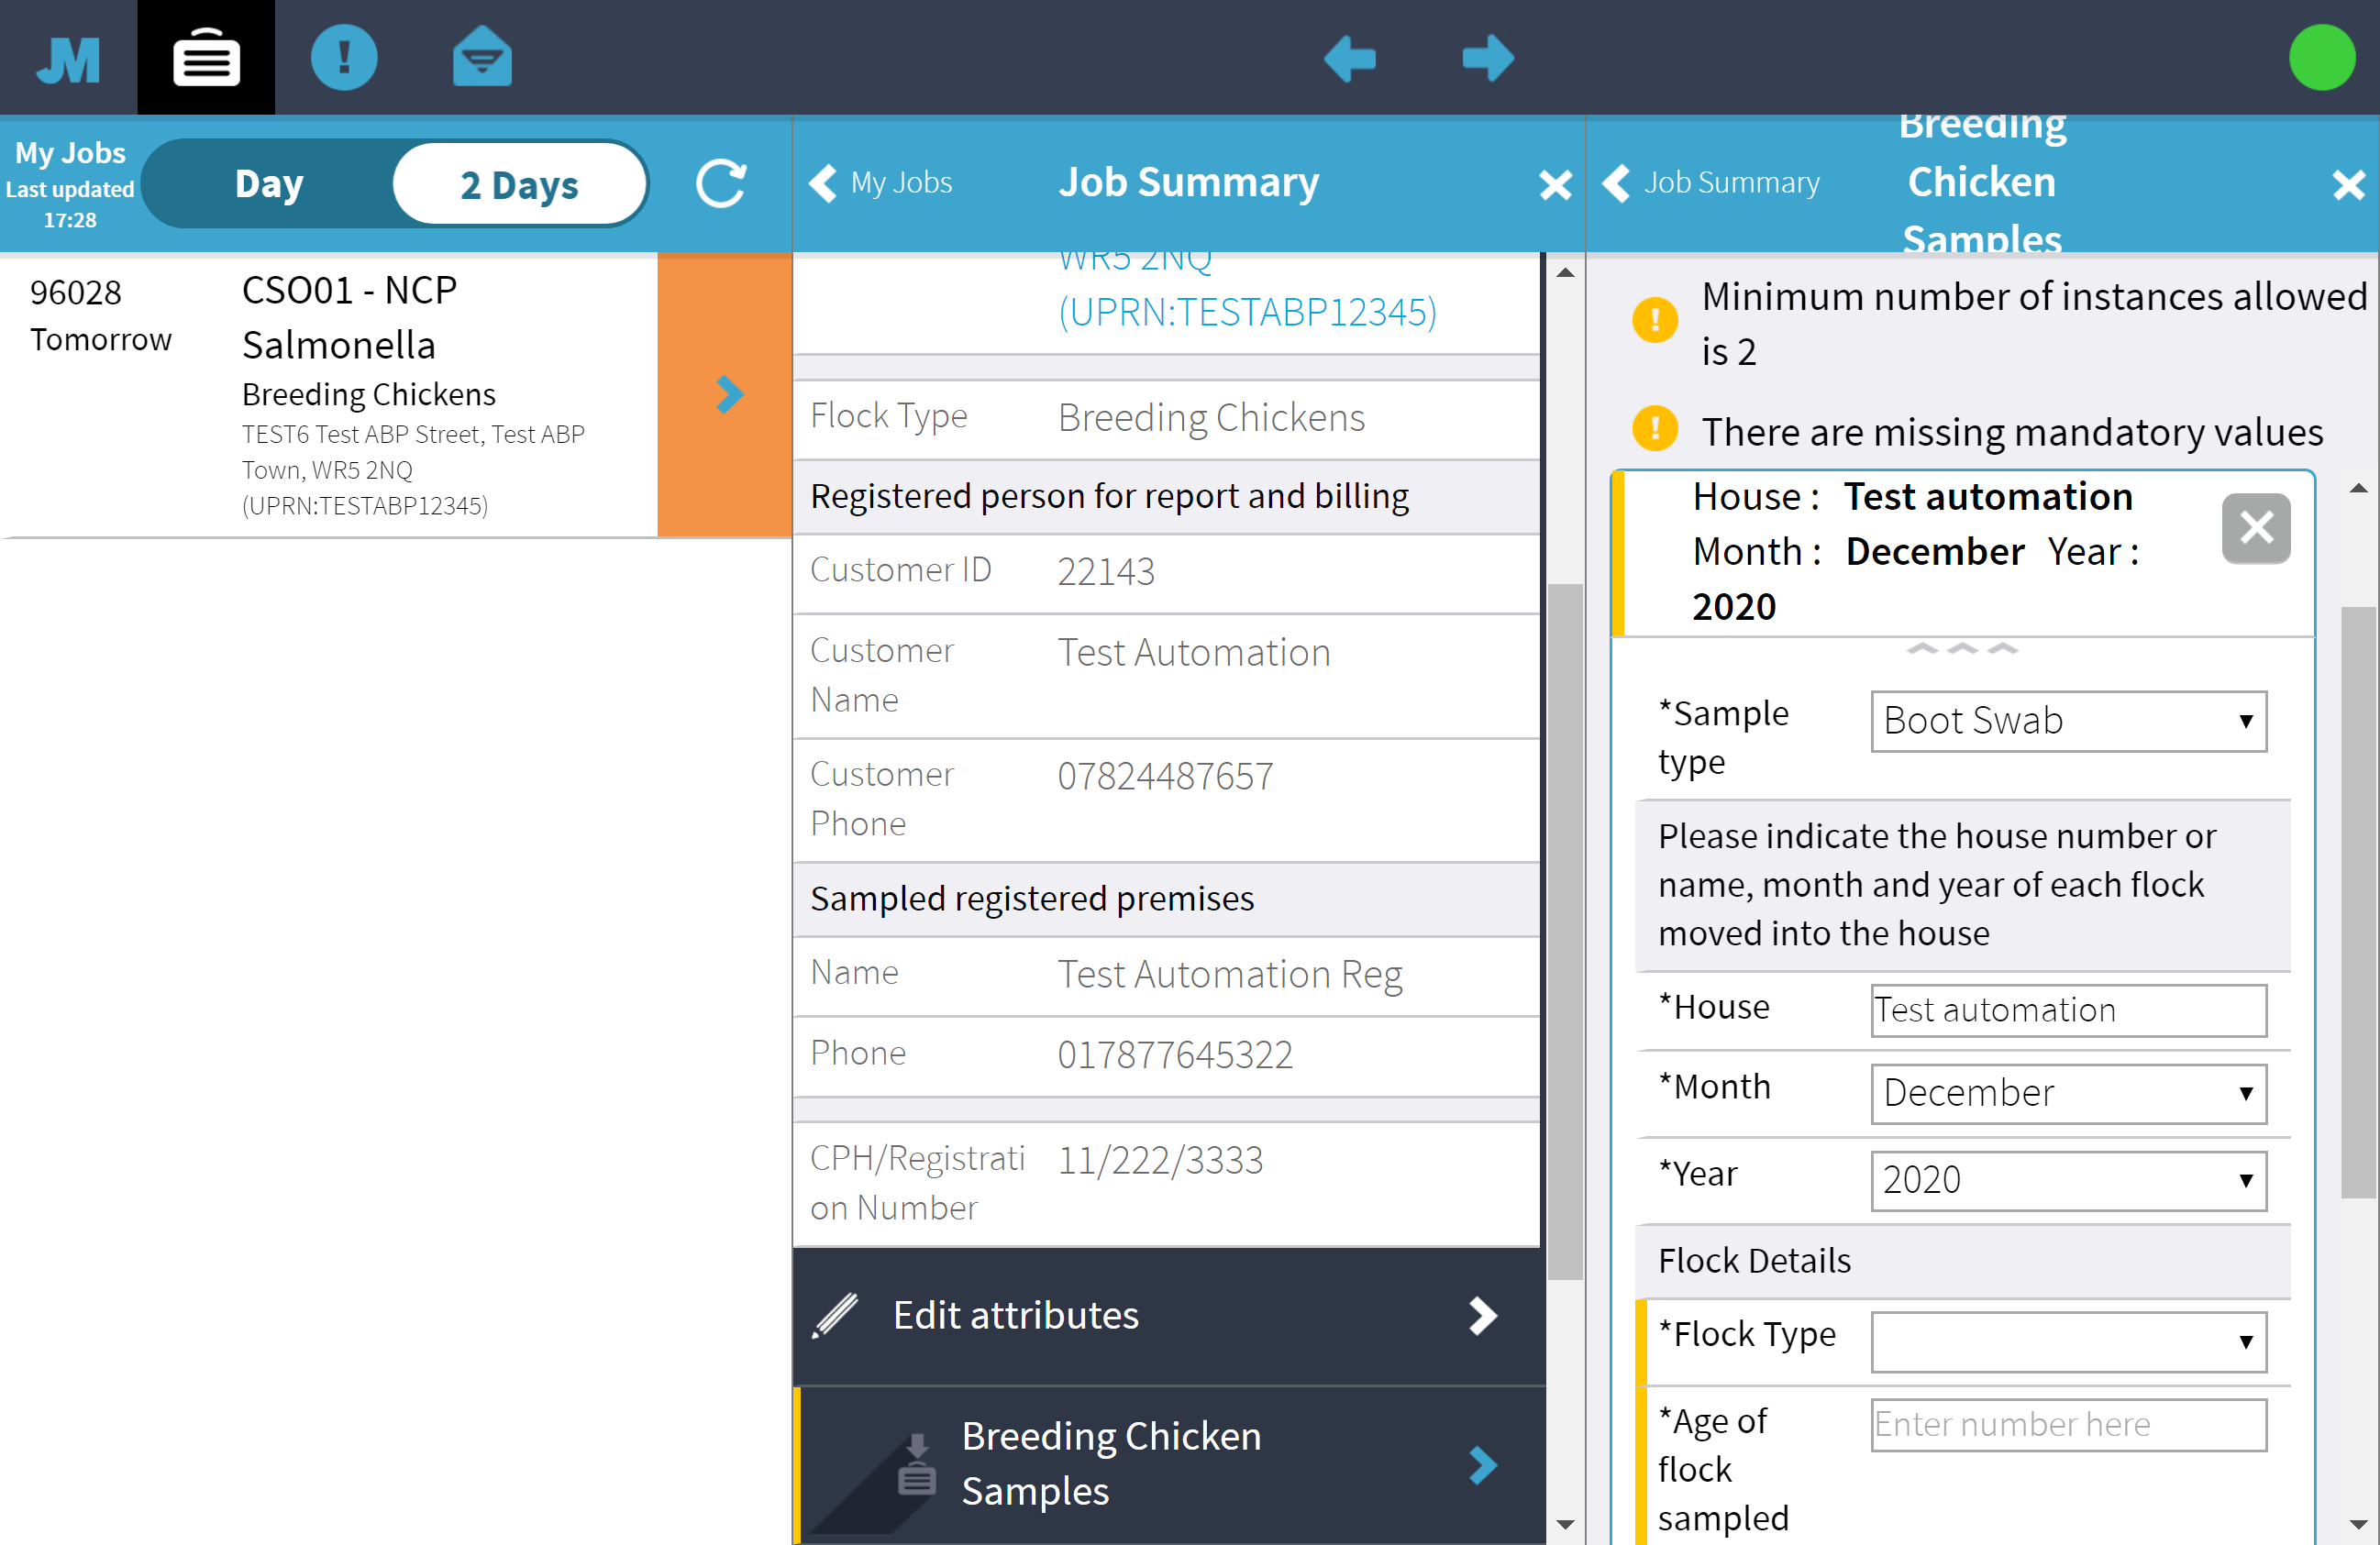 JM
My Jobs
Last updated
17:28
Day
2 Days
My Jobs
Job Summary
Job Summary
Breeding
Chicken
Samples
96028
Tomorrow
CSO01 - NCP
Salmonella
Breeding Chickens
TEST6 Test ABP Street, Test ABP
Town, WR5 2NQ
(UPRN:TESTABP12345)
WR5 2NQ
(UPRN:TESTABP12345)
Flock Type
Breeding Chickens
Registered person for report and billing
Customer ID
22143
Customer
Name
Test Automation
Customer
Phone
07824487657
Sampled registered premises
Name
Test Automation Reg
Phone
017877645322
CPH/Registrati
on Number
11/222/3333
Edit attributes
Breeding Chicken
Samples
Minimum number of instances allowed
is 2
There are missing mandatory values
House : Test automation
Month : December Year :
2020
*Sample
type
Boot Swab
Please indicate the house number or
name, month and year of each flock
moved into the house
*House
Test automation
*Month
December
*Year
2020
Flock Details
*Flock Type
*Age of
flock
sampled
Enter number here